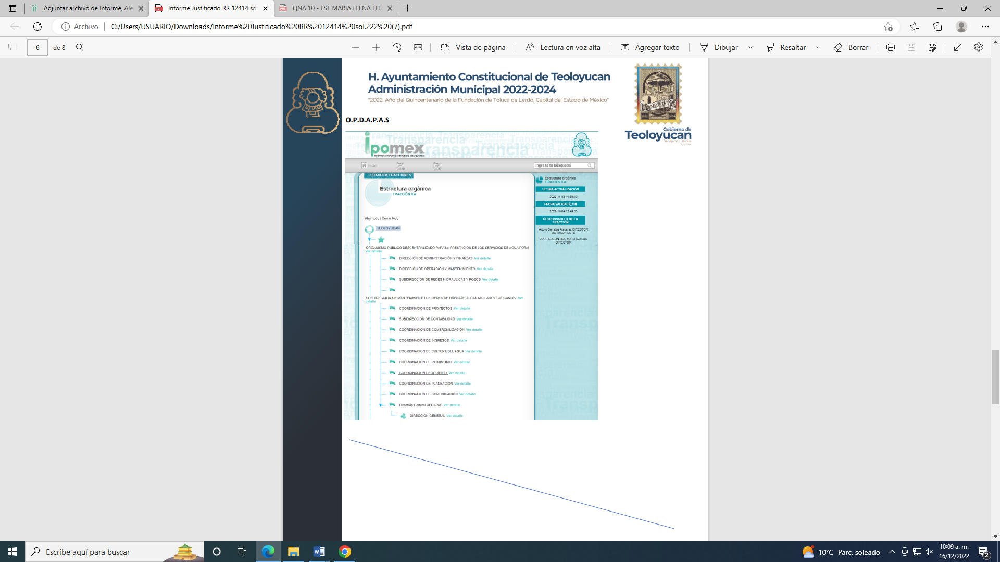 Adjuntar archivo de Informe, Ale
Informe Justificado RR 12414 sol
QNA 10 - EST MARIA ELENA LEO
Archivo
C:/Users/USUARIO/Downloads/Informe%20Justificado%20RR%2012414%20sol.222%20(7).pdf
6
de 8
Vista de página
Lectura en voz alta
Agregar texto
Dibujar
Resaltar
Borrar
H. Ayuntamiento Constitucional de Teoloyucan
Administración Municipal 2022-2024
"2022. Año del Quincentenario de la Fundación de Toluca de Lerdo, Capital del Estado de México"
Gobierno de
Teoloyucan
O.P.D.A.P.A.S
Transparencia
ipomex
Información Pública de Oficio Mexiquense
Inicio
Ingresa tu búsqueda
LISTADO DE FRACCIONES
Estructura orgánica
FRACCIÓN II A
Abrir todo | Cerrar todo
TEOLOYUCAN
ORGANISMO PÚBLICO DESCENTRALIZADO PARA LA PRESTACIÓN DE LOS SERVICIOS DE AGUA POTA
Ver detalle
DIRECCIÓN DE ADMINISTRACIÓN Y FINANZAS Ver detalle
DIRECCIÓN DE OPERACION Y MANTENIMIENTO Ver detalle
SUBDIRECCION DE REDES HIDRAULICAS Y POZOS Ver detalle
SUBDIRECCIÓN DE MANTENIMIENTO DE REDES DE DRENAJE, ALCANTARILADOY CARCAMOS. Ver
detalle
COORDINACIÓN DE PROYECTOS Ver detalle
SUBDIRECCION DE CONTABILIDAD Ver detalle
COORDINACION DE COMERCIALIZACIÓN Ver detalle
COORDINACION DE INGRESOS Ver detalle
COORDINACION DE CULTURA DEL AGUA Ver detalle
COORDINACION DE PATRIMONIO Ver detalle
COORDINACION DE JURÍDICO Ver detalle
COORDINACION DE PLANEACIÓN Ver detalle
COORDINACION DE COMUNICACIÓN Ver detalle
Dirección General OPDAPAS Ver detalle
DIRECCION GENERAL Ver detalle
Estructura orgánica
FRACCIÓN II A
ULTIMA ACTUALIZACIÓN
2022-11-03 14:39:10
FECHA VALIDACï¿½N
2022-11-04 12:49:06
RESPONSABLES DE LA
FRACCIÓN
Arturo Serratos Alazaraz DIRECTOR
DE IMCUFIDETE
JOSE EDSON DEL TORO AVALOS
DIRECTOR
Escribe aquí para buscar
10°C Parc. soleado
10:09 a. m.
16/12/2022
2